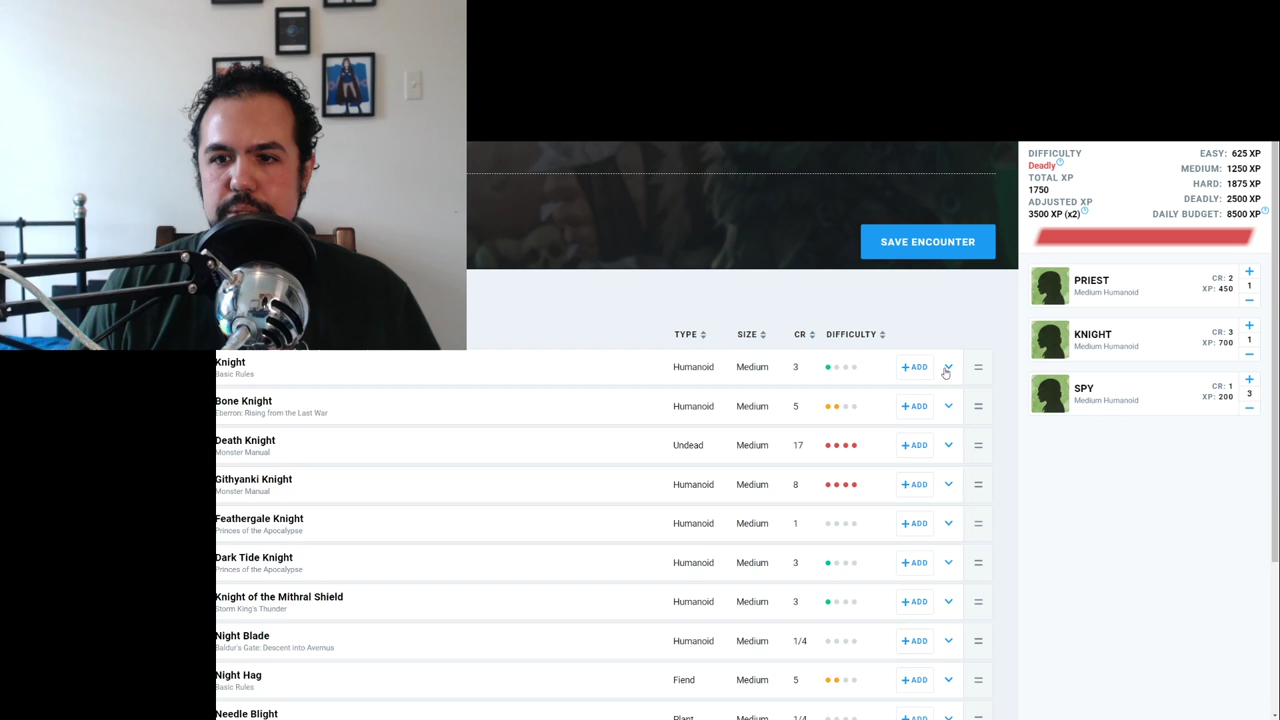 SAVE ENCOUNTER
TYPE SIZE CR DIFFICULTY
Knight
Basic Rules
Humanoid Medium 3 ADD
Bone Knight
Eberron: Rising from the Last War
Humanoid Medium 5 ADD
Death Knight
Monster Manual
Undead Medium 17 ADD
Githyanki Knight
Monster Manual
Humanoid Medium 8 ADD
Feathergale Knight
Princes of the Apocalypse
Humanoid Medium 1 ADD
Dark Tide Knight
Princes of the Apocalypse
Humanoid Medium 3 ADD
Knight of the Mithral Shield
Storm King's Thunder
Humanoid Medium 3 ADD
Night Blade
Baldur's Gate: Descent into Avernus
Humanoid Medium 1/4 ADD
Night Hag
Basic Rules
Fiend Medium 5 ADD
Needle Blight
Plant Medium 1/4 ADD
DIFFICULTY
Deadly
TOTAL XP
1750
ADJUSTED XP
3500 XP (x2)
EASY: 625 XP
MEDIUM: 1250 XP
HARD: 1875 XP
DEADLY: 2500 XP
DAILY BUDGET: 8500 XP
PRIEST
Medium Humanoid
CR: 2
XP: 450
1
KNIGHT
Medium Humanoid
CR: 3
XP: 700
1
SPY
Medium Humanoid
CR: 1
XP: 200
3